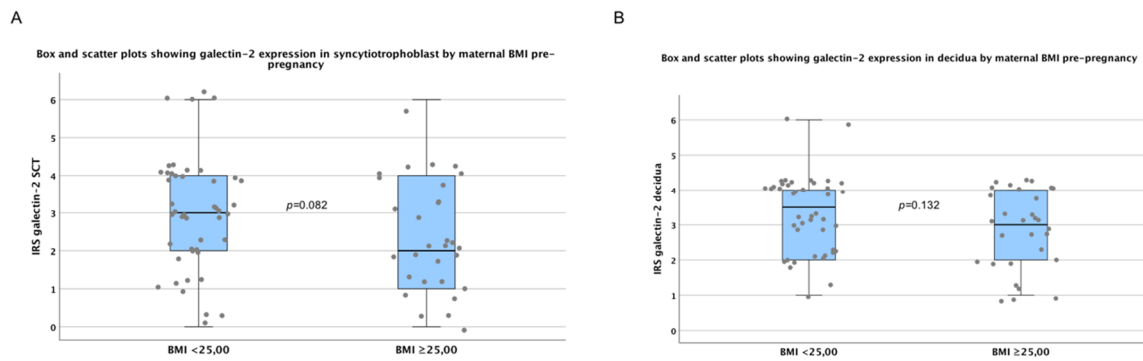 A
Box and scatter plots showing galectin-2 expression in syncytiotrophoblast by maternal BMI pre-
pregnancy
IRS galectin-2 SCT
6
5
4
3
2
1
0
p=0.082
BMI <25,00
BMI ≥25,00
B
Box and scatter plots showing galectin-2 expression in decidua by maternal BMI pre-pregnancy
IRS galectin-2 decidua
6
5
4
3
2
1
0
p=0.132
BMI <25,00
BMI ≥25,00